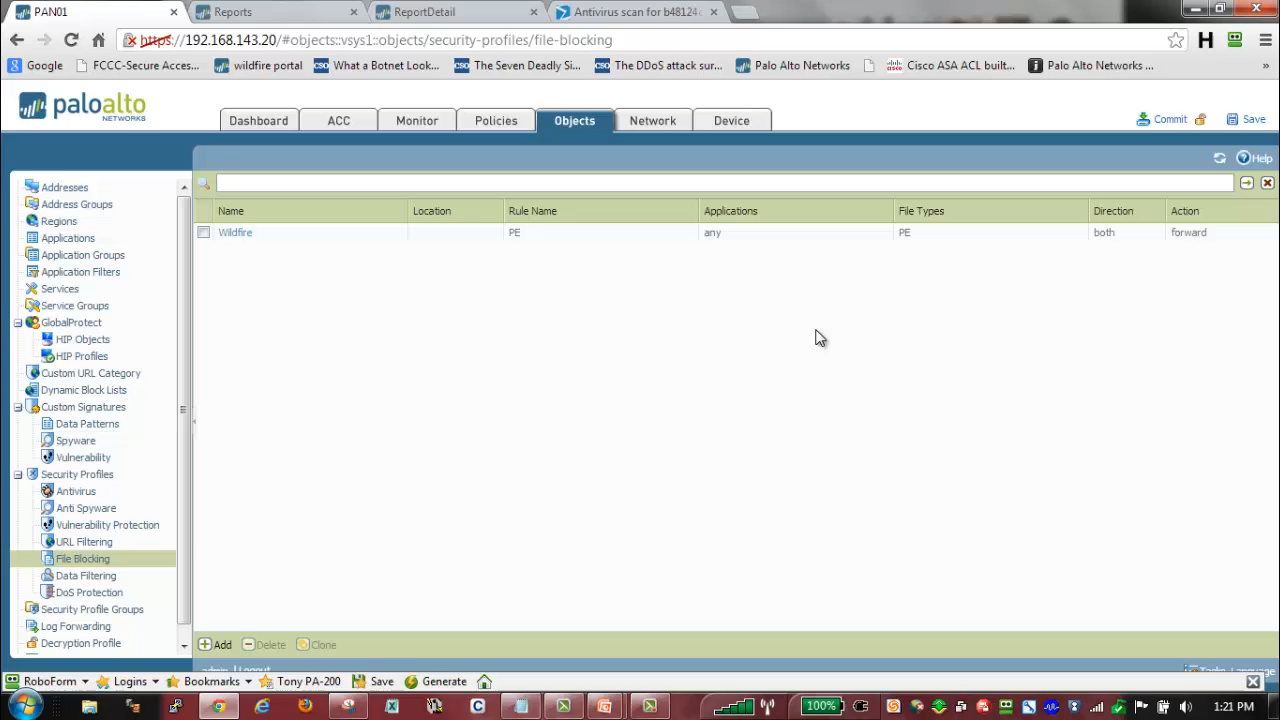 PAN01
Reports
ReportDetail
Antivirus scan for b48124
https://192.168.143.20/#objects::vsys1::objects/security-profiles/file-blocking
Google
FCCC-Secure Acces...
wildfire portal
What a Botnet Look...
The Seven Deadly Si...
The DDoS attack sur...
Palo Alto Networks
Cisco ASA ACL built...
Palo Alto Networks ...
»
paloalto
NETWORKS
Dashboard
ACC
Monitor
Policies
Objects
Network
Device
Commit
Save
Help
Addresses
Address Groups
Regions
Applications
Application Groups
Application Filters
Services
Service Groups
GlobalProtect
HIP Objects
HIP Profiles
Custom URL Category
Dynamic Block Lists
Custom Signatures
Data Patterns
Spyware
Vulnerability
Security Profiles
Antivirus
Anti Spyware
Vulnerability Protection
URL Filtering
File Blocking
Data Filtering
DoS Protection
Security Profile Groups
Log Forwarding
Decryption Profile
Name Location Rule Name Applications File Types Direction Action
Wildfire PE any PE both forward
Add Delete Clone
admin | Logout
Tasks Language
RoboForm Logins Bookmarks Tony PA-200 Save Generate
100%
1:21 PM